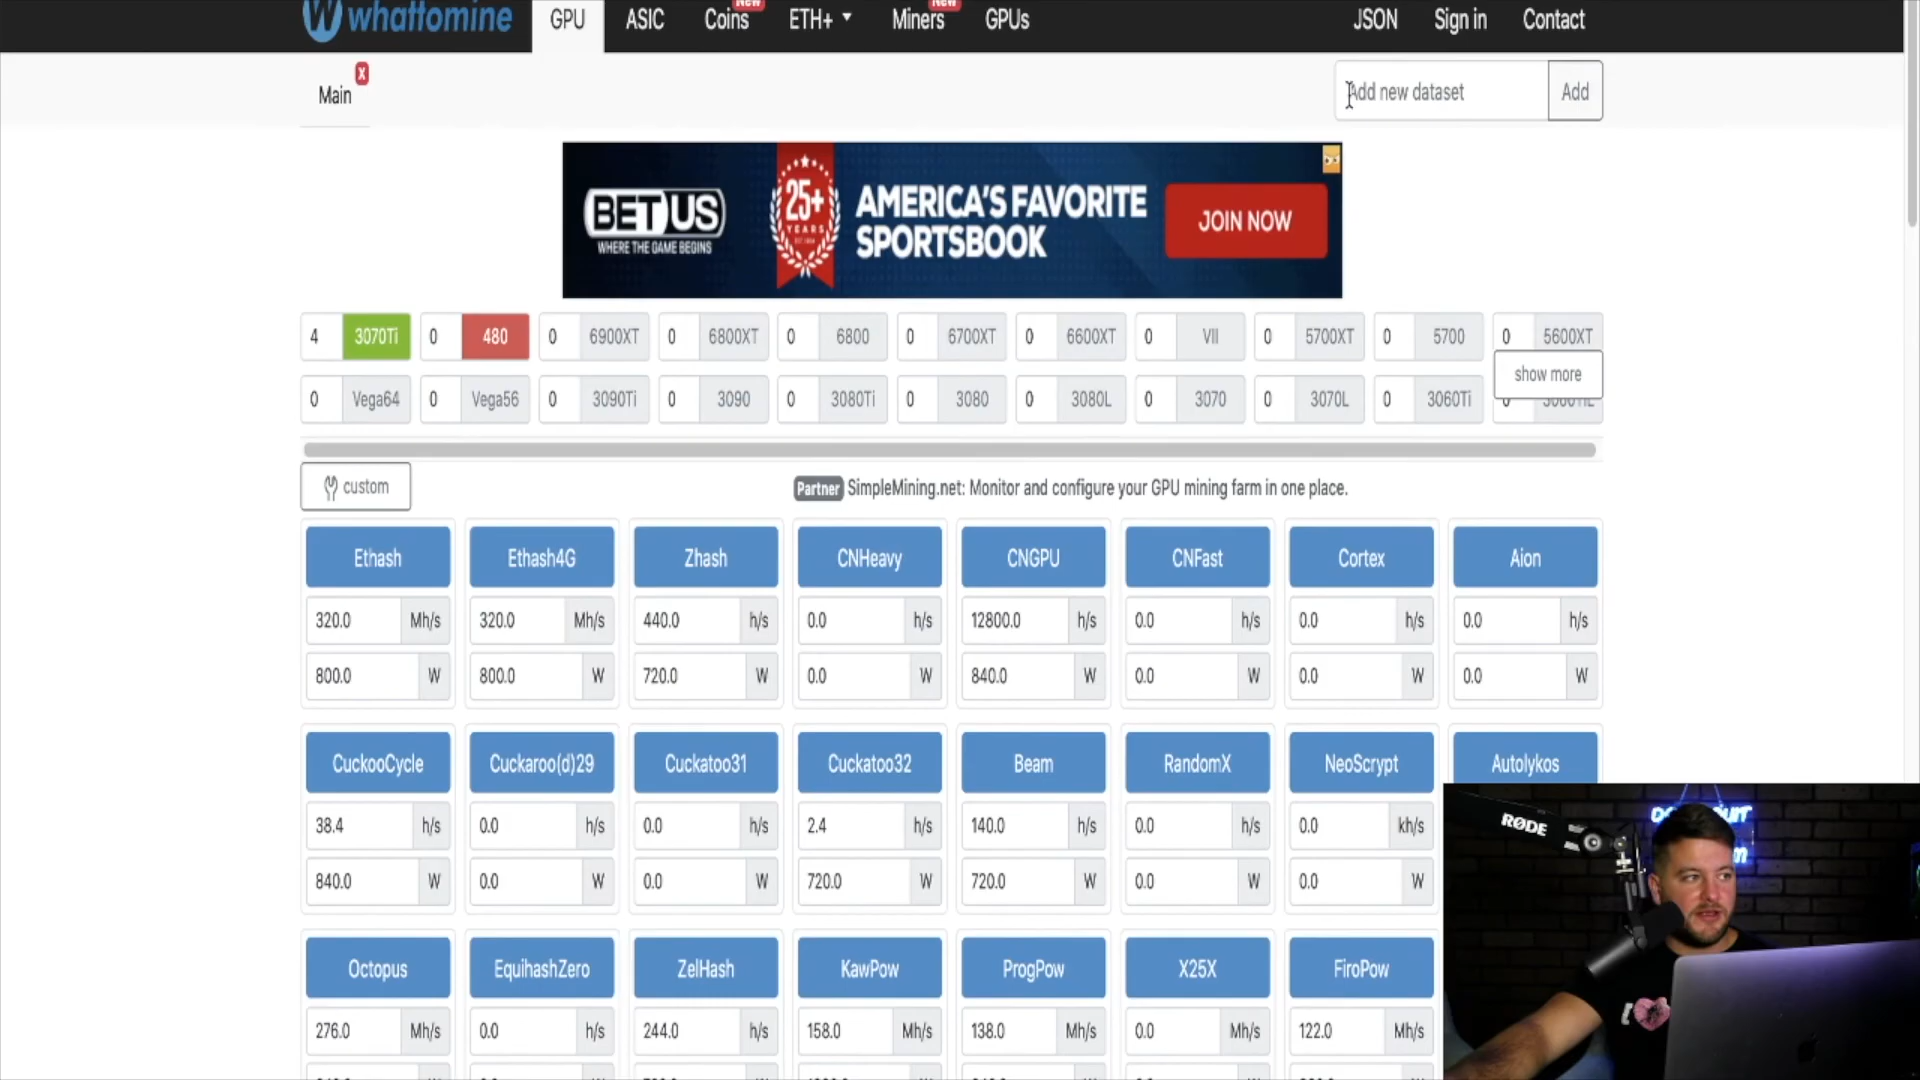 whattomine GPU ASIC Coins New ETH+ Miners New GPUs JSON Sign in Contact
Main x Add new dataset Add
BETUS
WHERE THE GAME BEGINS
25+
YEARS
AMERICA'S FAVORITE
SPORTSBOOK
JOIN NOW
4 3070Ti 0 480 0 6900XT 0 6800XT 0 6800 0 6700XT 0 6600XT 0 VII 0 5700XT 0 5700 0 5600XT
show more
0 Vega64 0 Vega56 0 3090Ti 0 3090 0 3080Ti 0 3080 0 3080L 0 3070 0 3070L 0 3060Ti
custom Partner SimpleMining.net: Monitor and configure your GPU mining farm in one place.
Ethash Ethash4G Zhash CNHeavy CNGPU CNFast Cortex Aion
320.0 Mh/s 320.0 Mh/s 440.0 h/s 0.0 h/s 12800.0 h/s 0.0 h/s 0.0 h/s 0.0 h/s
800.0 W 800.0 W 720.0 W 0.0 W 840.0 W 0.0 W 0.0 W 0.0 W
CuckooCycle Cuckaroo(d)29 Cuckatoo31 Cuckatoo32 Beam RandomX NeoScrypt Autolykos
38.4 h/s 0.0 h/s 0.0 h/s 2.4 h/s 140.0 h/s 0.0 h/s 0.0 kh/s
840.0 W 0.0 W 0.0 W 720.0 W 720.0 W 0.0 W 0.0 W
RØDE
Octopus EquihashZero ZelHash KawPow ProgPow X25X FiroPow
276.0 Mh/s 0.0 h/s 244.0 h/s 158.0 Mh/s 138.0 Mh/s 0.0 Mh/s 122.0 Mh/s